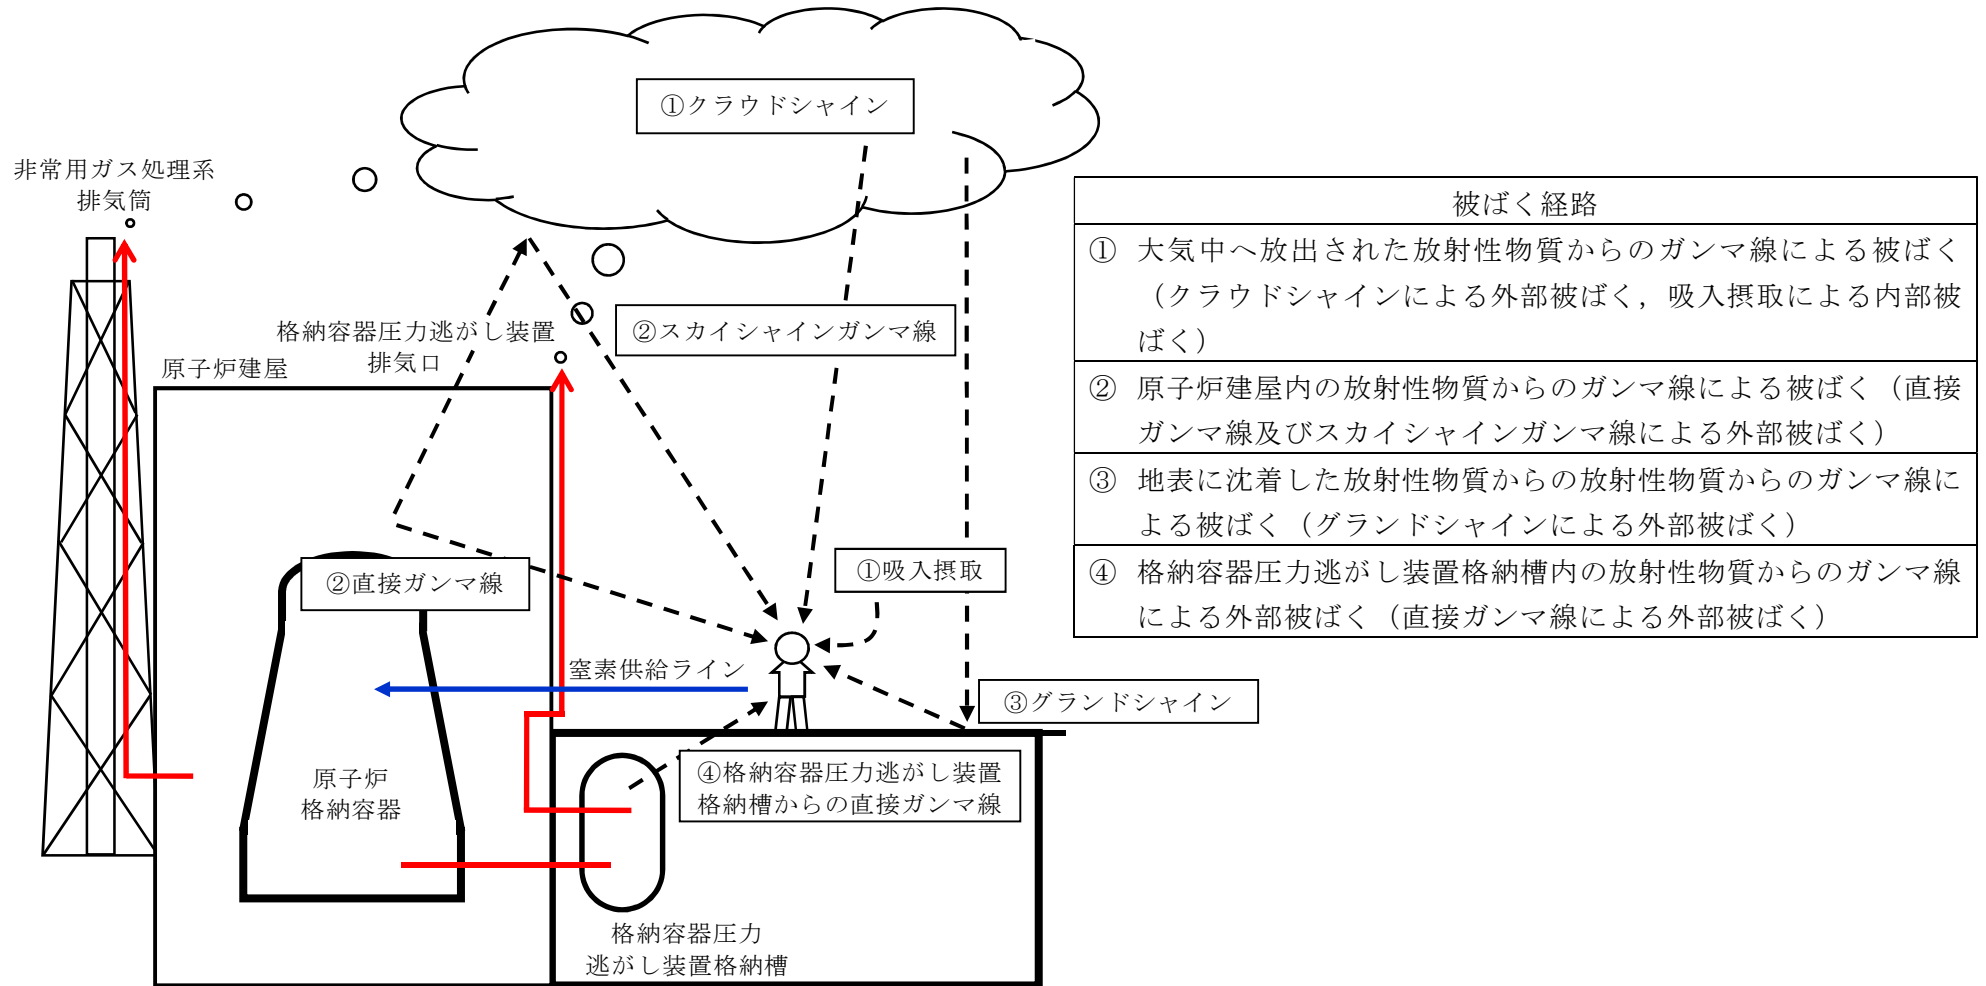 ①クラウドシャイン
非常用ガス処理系
排気筒
格納容器圧力逃がし装置
排気口
②スカイシャインガンマ線
原子炉建屋
②直接ガンマ線
①吸入摂取
窒素供給ライン
③グランドシャイン
原子炉
格納容器
④格納容器圧力逃がし装置
格納槽からの直接ガンマ線
格納容器圧力
逃がし装置格納槽
被ばく経路
① 大気中へ放出された放射性物質からのガンマ線による被ばく
（クラウドシャインによる外部被ばく，吸入摂取による内部被
ばく）
② 原子炉建屋内の放射性物質からのガンマ線による被ばく（直接
ガンマ線及びスカイシャインガンマ線による外部被ばく）
③ 地表に沈着した放射性物質からの放射性物質からのガンマ線に
よる被ばく（グランドシャインによる外部被ばく）
④ 格納容器圧力逃がし装置格納槽内の放射性物質からのガンマ線
による外部被ばく（直接ガンマ線による外部被ばく）